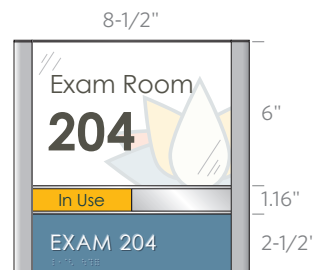 8-1/2"
Exam Room
204
6"
In Use
1.16"
EXAM 204
2-1/2"